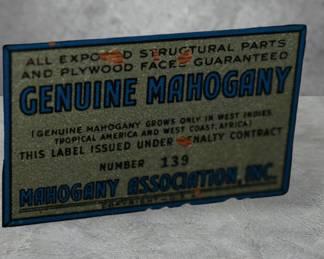 ALL EXPOSED STRUCTURAL PARTS
AND PLYWOOD FACES GUARANTEED
GENUINE MAHOGANY
(GENUINE MAHOGANY GROWS ONLY IN WEST INDIES,
TROPICAL AMERICA AND WEST COAST, AFRICA)
THIS LABEL ISSUED UNDER PENALTY CONTRACT
NUMBER 139
MAHOGANY ASSOCIATION, INC.